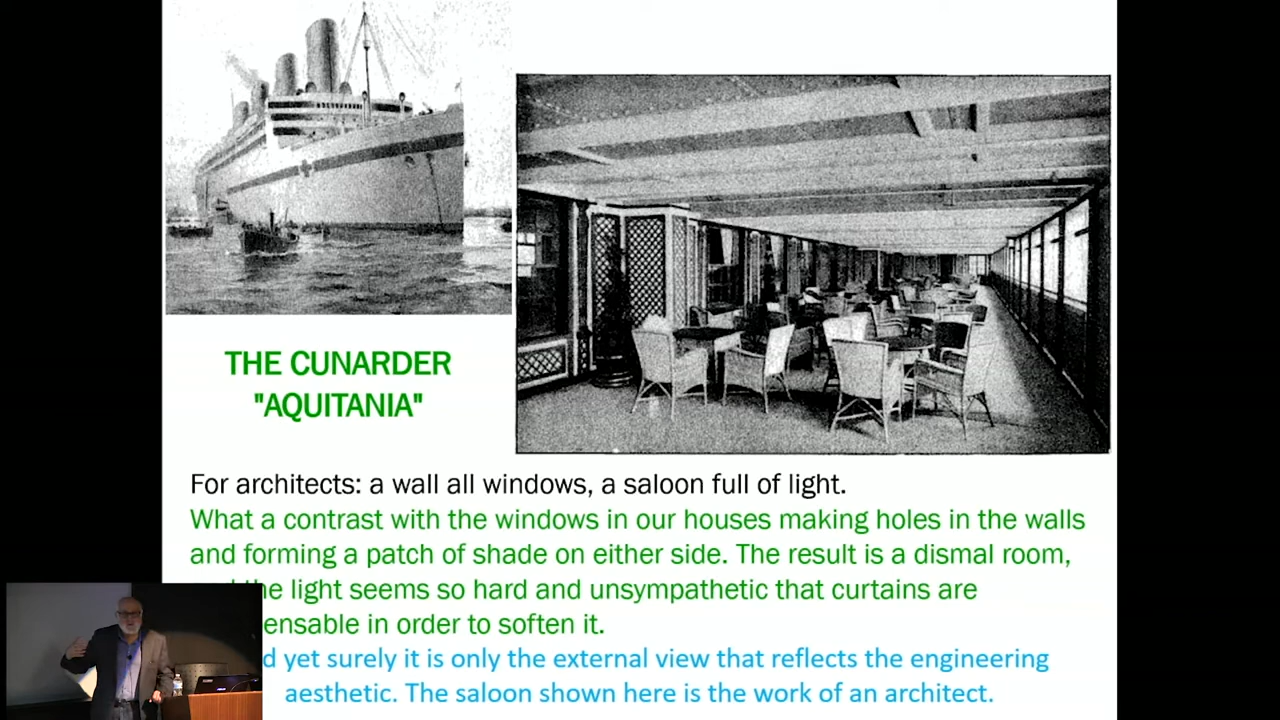 THE CUNARDER
"AQUITANIA"
For architects: a wall all windows, a saloon full of light.
What a contrast with the windows in our houses making holes in the walls
and forming a patch of shade on either side. The result is a dismal room,
light seems so hard and unsympathetic that curtains are
in order to soften it.
yet surely it is only the external view that reflects the engineering
aesthetic. The saloon shown here is the work of an architect.